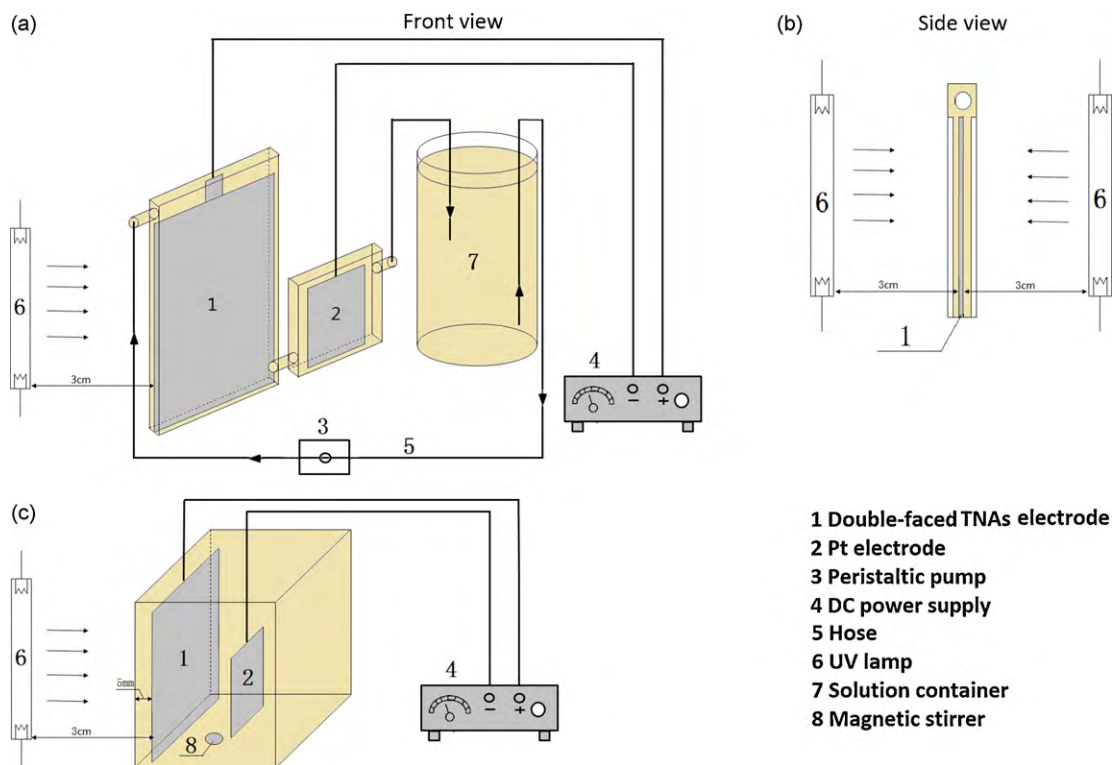 (a)
Front view
1
2
7
6
3cm
4
− +
3
5
(b)
Side view
6
6
3cm
3cm
1
(c)
6
1
2
5mm
3cm
8
4
− +
1 Double-faced TNAs electrode
2 Pt electrode
3 Peristaltic pump
4 DC power supply
5 Hose
6 UV lamp
7 Solution container
8 Magnetic stirrer